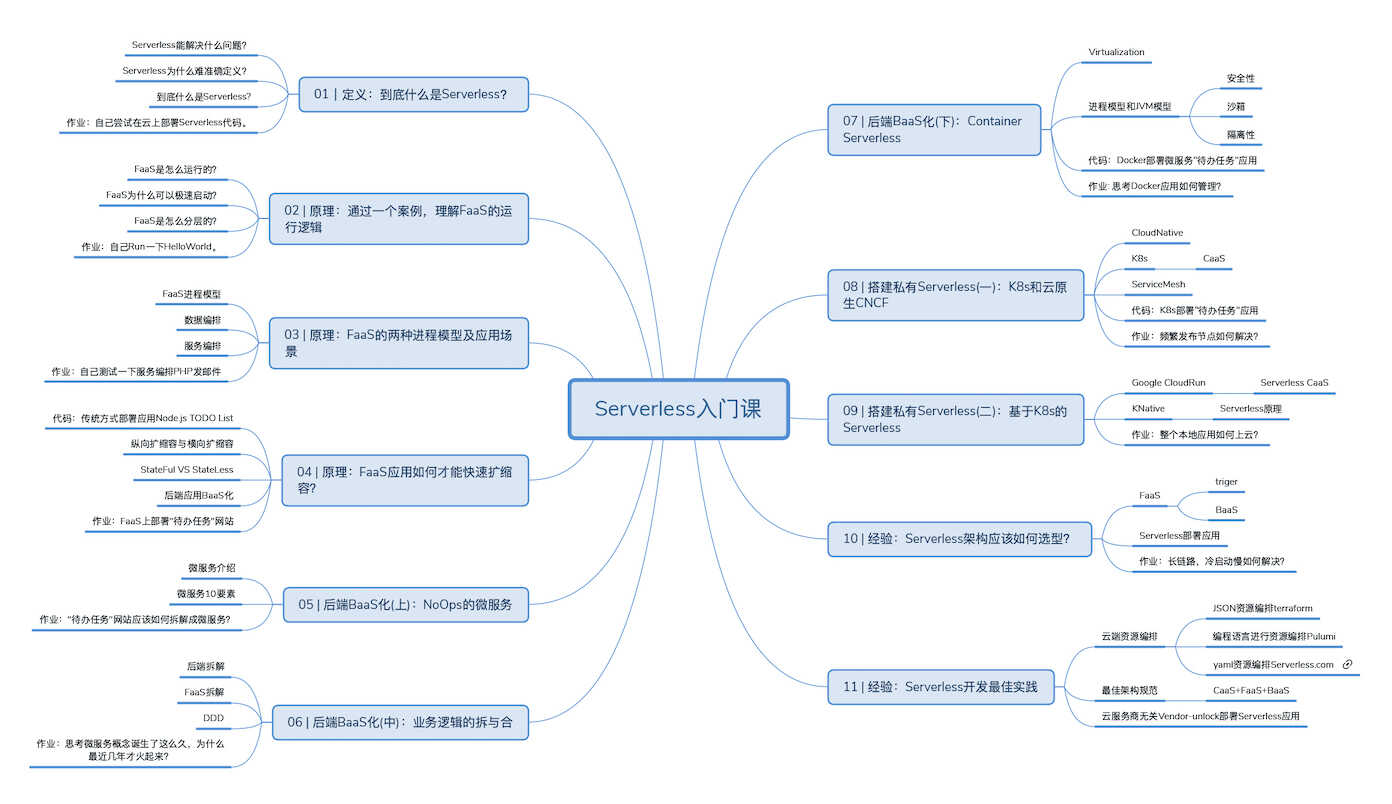 Serverless入门课
01 | 定义：到底什么是Serverless？
Serverless能解决什么问题？
Serverless为什么难准确定义？
到底什么是Serverless?
作业：自己尝试在云上部署Serverless代码。
02 | 原理：通过一个案例，理解FaaS的运
行逻辑
FaaS是怎么运行的？
FaaS为什么可以极速启动？
FaaS是怎么分层的？
作业：自己Run一下HelloWorld。
03 | 原理：FaaS的两种进程模型及应用场
景
FaaS进程模型
数据编排
服务编排
作业：自己测试一下服务编排PHP发邮件
04 | 原理：FaaS应用如何才能快速扩缩
容？
代码：传统方式部署应用Node.js TODO List
纵向扩缩容与横向扩缩容
StateFul VS StateLess
后端应用BaaS化
作业：FaaS上部署"待办任务"网站
05 | 后端BaaS化(上)：NoOps的微服务
微服务介绍
微服务10要素
作业："待办任务"网站应该如何拆解成微服务？
06 | 后端BaaS化(中)：业务逻辑的拆与合
后端拆解
FaaS拆解
DDD
作业：思考微服务概念诞生了这么久，为什么
最近几年才火起来？
07 | 后端BaaS化(下)：Container
Serverless
Virtualization
进程模型和JVM模型
安全性
沙箱
隔离性
代码：Docker部署微服务"待办任务"应用
作业: 思考Docker应用如何管理？
08 | 搭建私有Serverless(一)：K8s和云原
生CNCF
CloudNative
K8s
CaaS
ServiceMesh
代码：K8s部署"待办任务"应用
作业：频繁发布节点如何解决？
09 | 搭建私有Serverless(二)：基于K8s的
Serverless
Google CloudRun
Serverless CaaS
KNative
Serverless原理
作业：整个本地应用如何上云？
10 | 经验：Serverless架构应该如何选型？
FaaS
triger
BaaS
Serverless部署应用
作业：长链路，冷启动慢如何解决？
11 | 经验：Serverless开发最佳实践
云端资源编排
JSON资源编排terraform
编程语言进行资源编排Pulumi
yaml资源编排Serverless.com
最佳架构规范
CaaS+FaaS+BaaS
云服务商无关Vendor-unlock部署Serverless应用